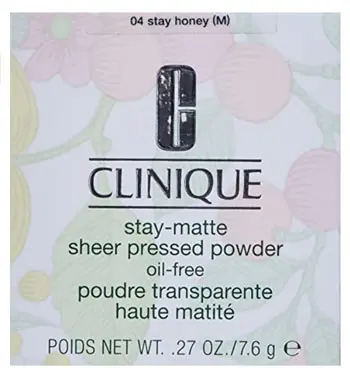 04 stay honey (M)
CLINIQUE
stay-matte
sheer pressed powder
oil-free
poudre transparente
haute matité
POIDS NET WT. .27 OZ./7.6 g ℮